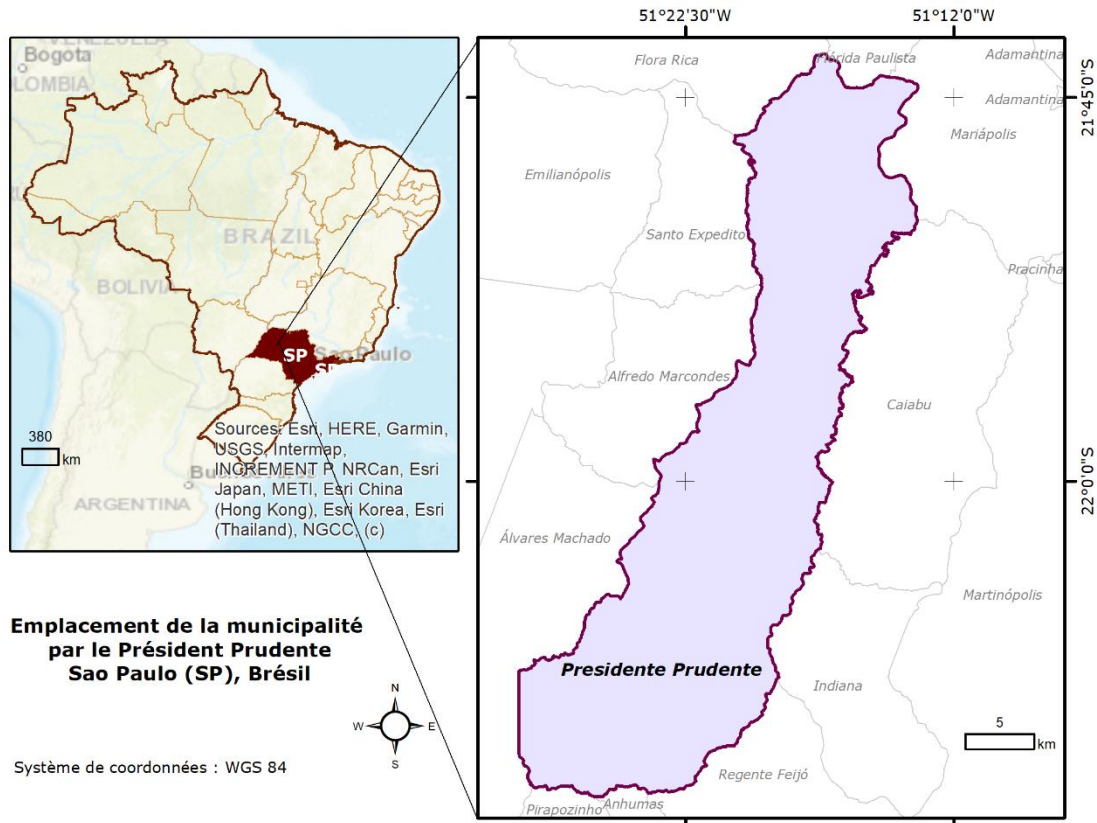 51°22'30"W
51°12'0"W
VENEZUELA
Bogota
COLOMBIA
BRAZIL
BOLIVIA
SP
Sao Paulo
380
km
ARGENTINA
Sources: Esri, HERE, Garmin,
USGS, Intermap,
INCREMENT P, NRCan, Esri
Japan, METI, Esri China
(Hong Kong), Esri Korea, Esri
(Thailand), NGCC, (c)
Emplacement de la municipalité
par le Président Prudente
Sao Paulo (SP), Brésil
N
W
E
S
Système de coordonnées : WGS 84
Flora Rica
Flórida Paulista
Adamantina
Adamantina
21°45'0"S
Mariápolis
Emilianópolis
Santo Expedito
Pracinha
Alfredo Marcondes
Caiabu
22°0'0"S
Álvares Machado
Martinópolis
Presidente Prudente
Indiana
5
km
Regente Feijó
Pirapozinho
Anhumas